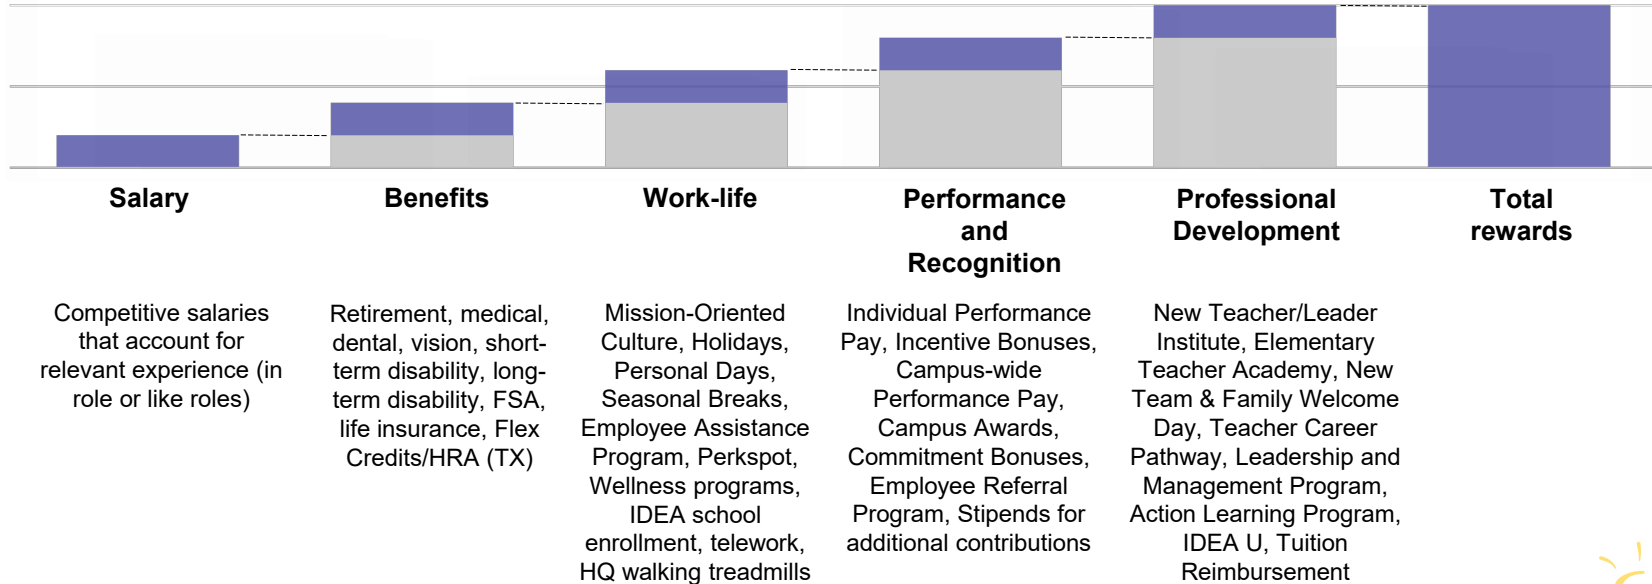 Salary
Benefits
Work-life
Performance
and
Recognition
Professional
Development
Total
rewards
Competitive salaries
that account for
relevant experience (in
role or like roles)
Retirement, medical,
dental, vision, short-
term disability, long-
term disability, FSA,
life insurance, Flex
Credits/HRA (TX)
Mission-Oriented
Culture, Holidays,
Personal Days,
Seasonal Breaks,
Employee Assistance
Program, Perkspot,
Wellness programs,
IDEA school
enrollment, telework,
HQ walking treadmills
Individual Performance
Pay, Incentive Bonuses,
Campus-wide
Performance Pay,
Campus Awards,
Commitment Bonuses,
Employee Referral
Program, Stipends for
additional contributions
New Teacher/Leader
Institute, Elementary
Teacher Academy, New
Team & Family Welcome
Day, Teacher Career
Pathway, Leadership and
Management Program,
Action Learning Program,
IDEA U, Tuition
Reimbursement